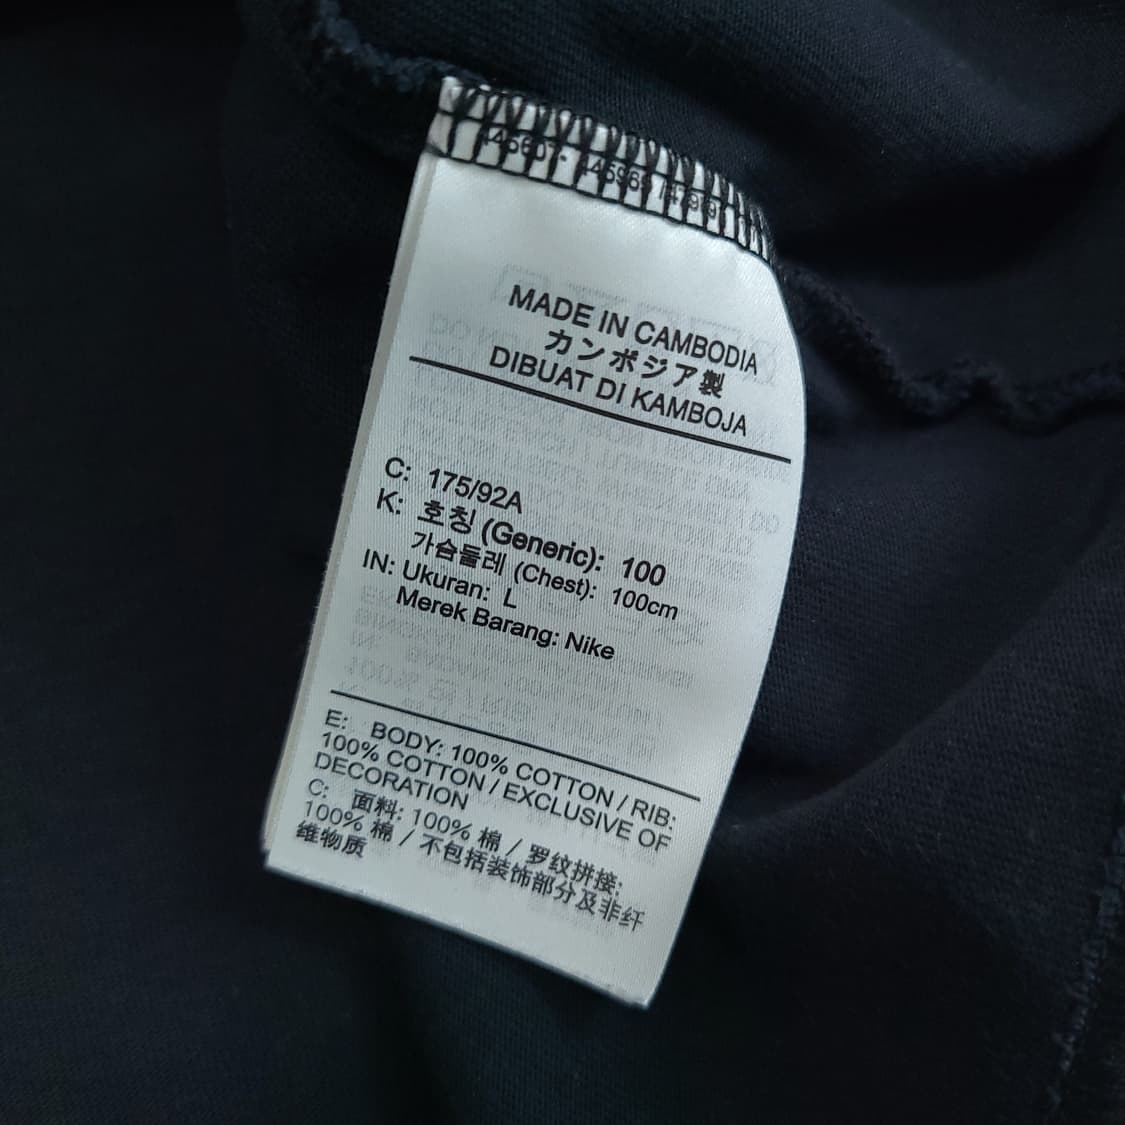 MADE IN CAMBODIA
カンボジア製
DIBUAT DI KAMBOJA
C: 175/92A
K: 호칭 (Generic): 100
가슴둘레 (Chest): 100cm
IN: Ukuran: L
Merek Barang: Nike
E: BODY: 100% COTTON / RIB:
100% COTTON / EXCLUSIVE OF
DECORATION
C: 面料: 100% 棉 / 罗纹拼接:
100% 棉 / 不包括装饰部分及非纤
维物质